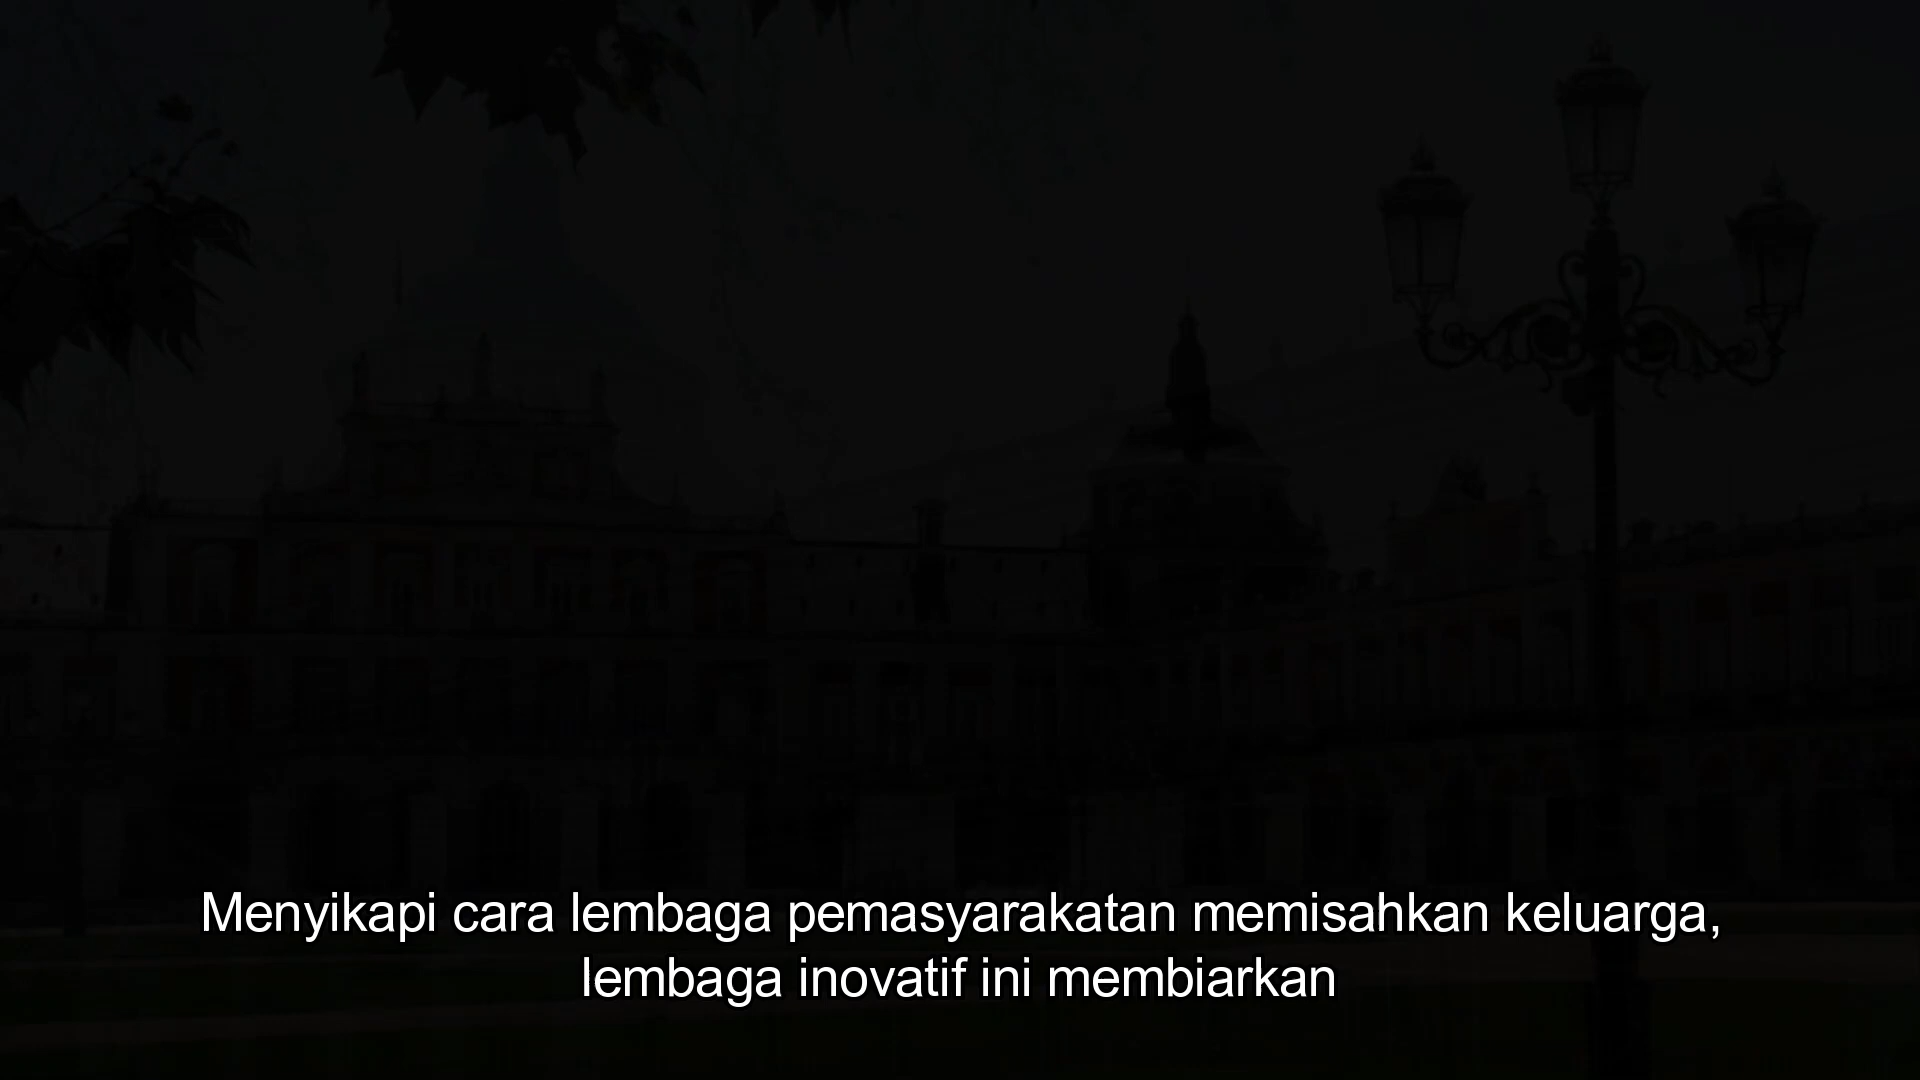 Menyikapi cara lembaga pemasyarakatan memisahkan keluarga,
lembaga inovatif ini membiarkan